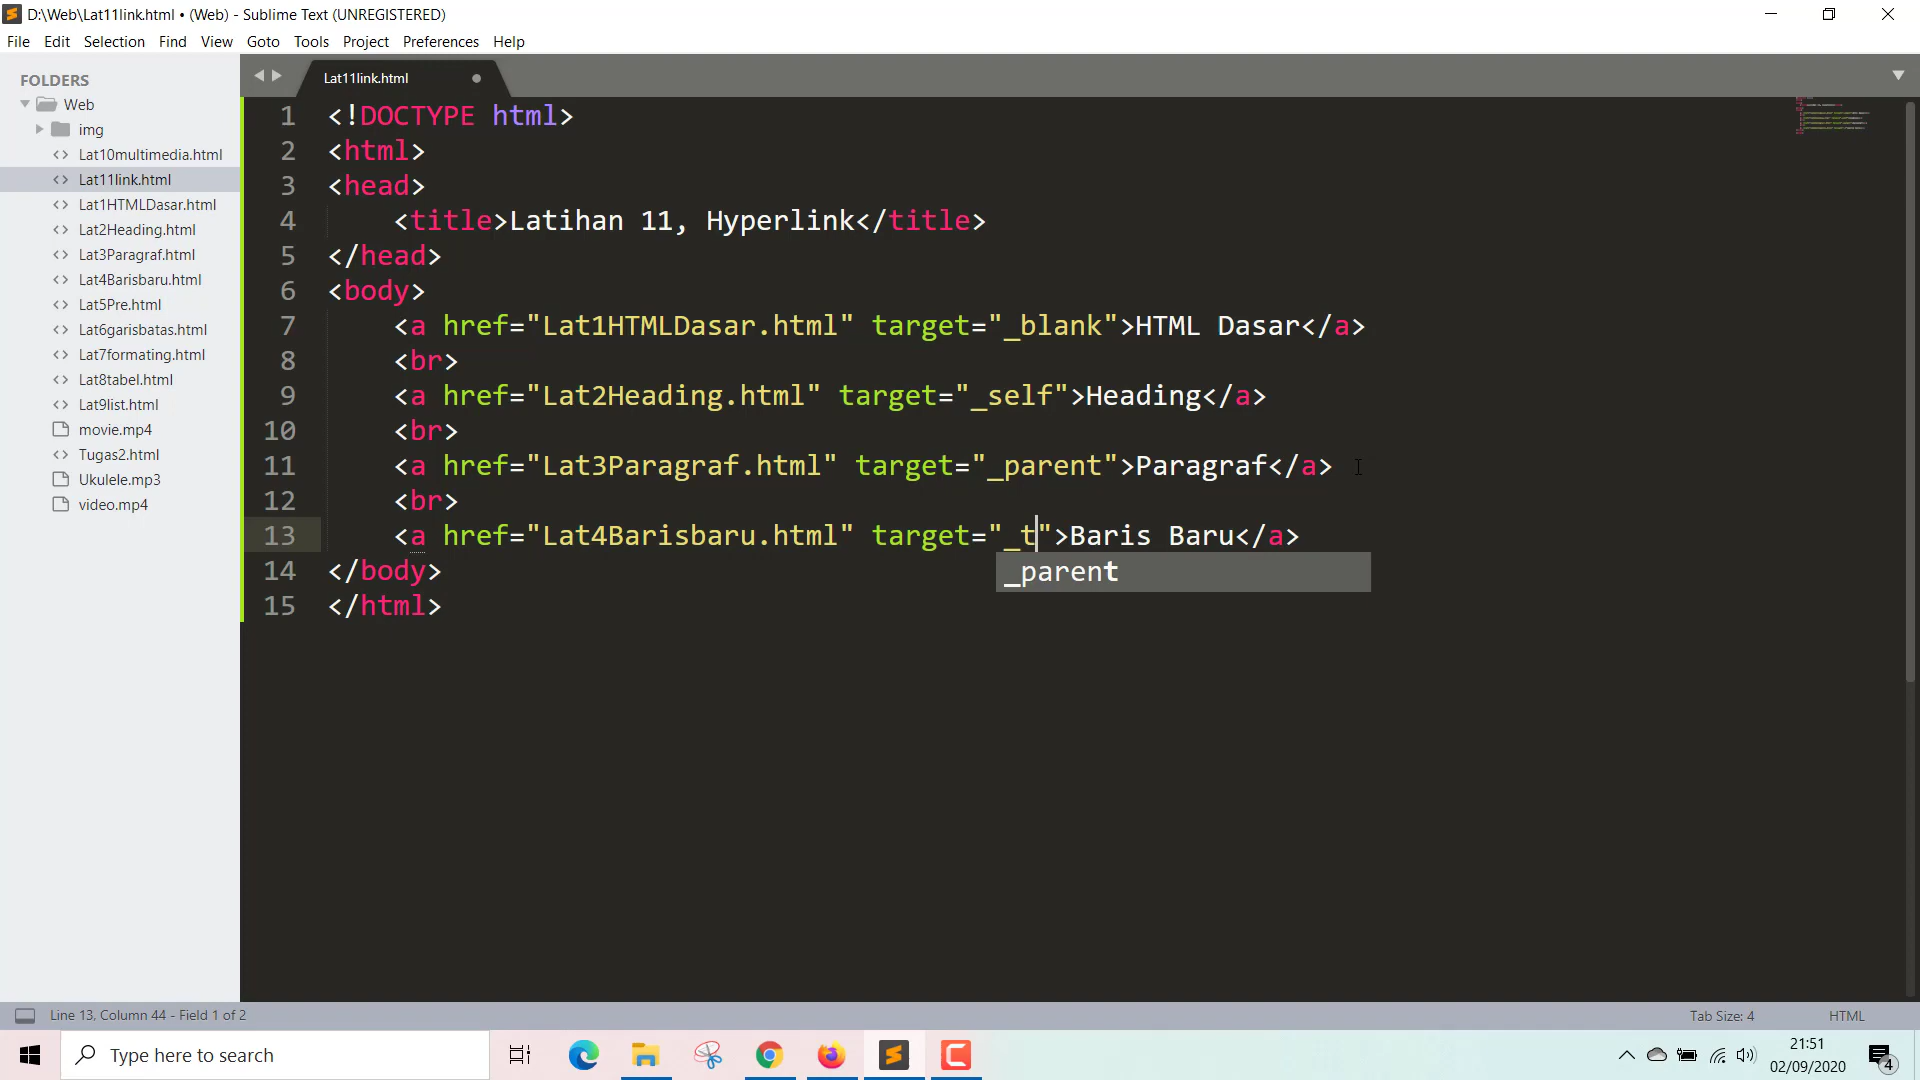 D:\Web\Lat11link.html • (Web) - Sublime Text (UNREGISTERED)
File Edit Selection Find View Goto Tools Project Preferences Help
FOLDERS
Web
img
Lat10multimedia.html
Lat11link.html
Lat1HTMLDasar.html
Lat2Heading.html
Lat3Paragraf.html
Lat4Barisbaru.html
Lat5Pre.html
Lat6garisbatas.html
Lat7formating.html
Lat8tabel.html
Lat9list.html
movie.mp4
Tugas2.html
Ukulele.mp3
video.mp4
Lat11link.html
1 <!DOCTYPE html>
2 <html>
3 <head>
4 <title>Latihan 11, Hyperlink</title>
5 </head>
6 <body>
7 <a href="Lat1HTMLDasar.html" target="_blank">HTML Dasar</a>
8 <br>
9 <a href="Lat2Heading.html" target="_self">Heading</a>
10 <br>
11 <a href="Lat3Paragraf.html" target="_parent">Paragraf</a>
12 <br>
13 <a href="Lat4Barisbaru.html" target="_t">Baris Baru</a>
_parent
14 </body>
15 </html>
Line 13, Column 44 - Field 1 of 2
Tab Size: 4 HTML
Type here to search
21:51
02/09/2020
4